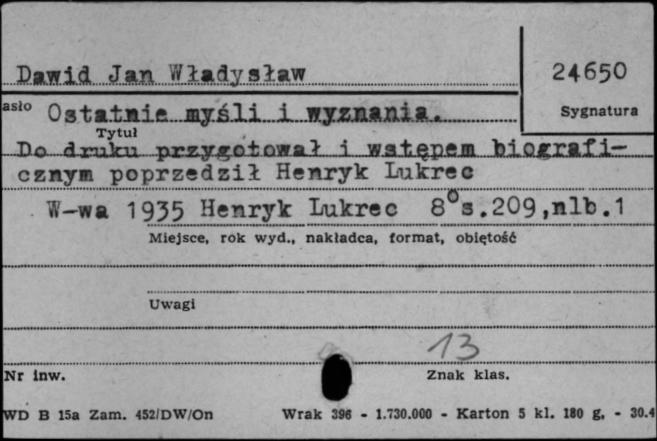 Dawid Jan Władysław
24650
asło Ostatnie myśli i wyznania.
Sygnatura
Tytuł
Do druku przygotował i wstępem biografi-
cznym poprzedził Henryk Lukrec
W-wa 1935 Henryk Lukrec 8° s.209,nlb.1
Miejsce, rok wyd., nakładca, format, objętość
Uwagi
13
Nr inw.
Znak klas.
WD B 15a Zam. 452/DW/On Wrak 396 - 1.730.000 - Karton 5 kl. 180 g, - 30.4